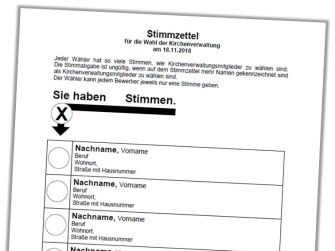 Stimmzettel
für die Wahl der Kirchenverwaltung
am 18.11.2018
Jeder Wähler hat so viele Stimmen, wie Kirchenverwaltungsmitglieder zu wählen sind.
Die Stimmabgabe ist ungültig, wenn auf dem Stimmzettel mehr Namen gekennzeichnet sind
als Kirchenverwaltungsmitglieder zu wählen sind.
Der Wähler kann jedem Bewerber jeweils nur eine Stimme geben.
Sie haben Stimmen.
X
Nachname, Vorname
Beruf
Wohnort,
Straße mit Hausnummer
Nachname, Vorname
Beruf
Wohnort,
Straße mit Hausnummer
Nachname, Vorname
Beruf
Wohnort,
Straße mit Hausnummer
Nachname, Vorname